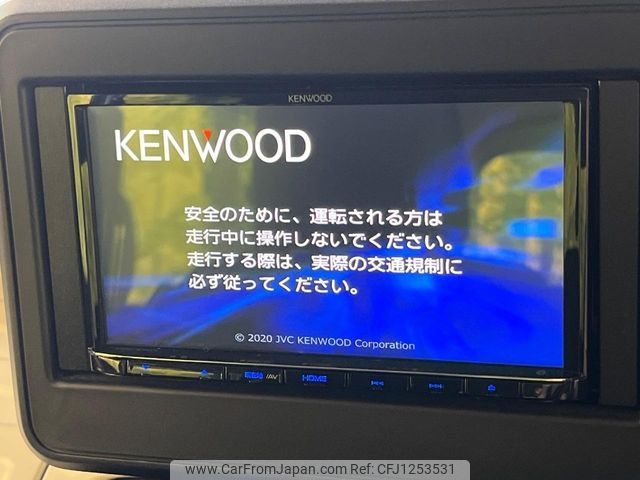 KENWOOD
KENWOOD
安全のために、運転される方は
走行中に操作しないでください。
走行する際は、実際の交通規制に
必ず従ってください。
© 2020 JVC KENWOOD Corporation
/AV HOME
www.CarFromJapan.com # CFJ1253531